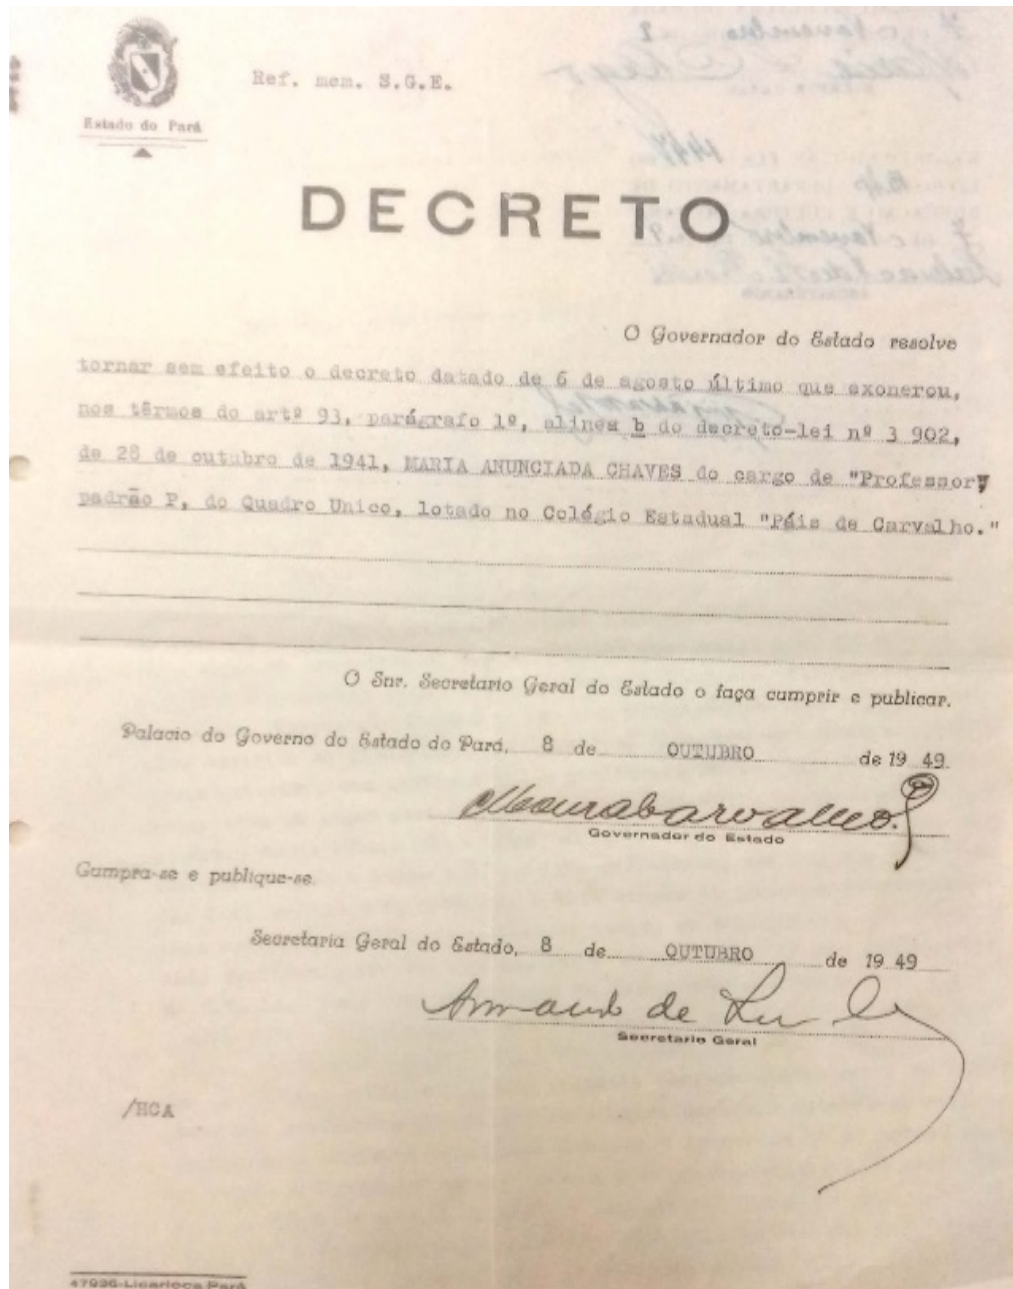 Estado do Pará
Ref. mem. S.G.E.
DECRETO
O Governador do Estado resolve
tornar sem efeito o decreto datado de 6 de agosto último que exonerou,
nos têrmos do artº 93, parágrafo 1º, alinea b do decreto-lei nº 3 902,
de 28 de outubro de 1941, MARIA ANUNCIADA CHAVES do cargo de "Professor",
padrão P, do Quadro Unico, lotado no Colégio Estadual "Páis de Carvalho."
O Snr. Secretario Geral do Estado o faça cumprir e publicar.
Palacio do Governo do Estado do Pará, 8 de OUTUBRO de 19 49.
Governador do Estado
Cumpra-se e publique-se.
Secretaria Geral do Estado, 8 de OUTUBRO de 19 49
Armando de
Secretario Geral
/HCA